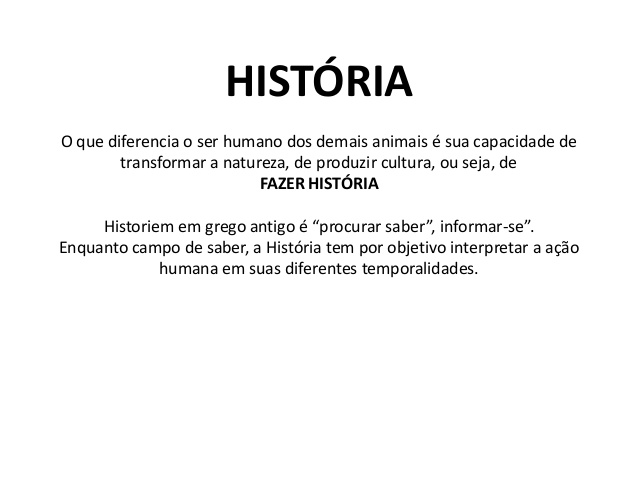 HISTÓRIA
O que diferencia o ser humano dos demais animais é sua capacidade de
transformar a natureza, de produzir cultura, ou seja, de
FAZER HISTÓRIA
Historiem em grego antigo é “procurar saber”, informar-se”.
Enquanto campo de saber, a História tem por objetivo interpretar a ação
humana em suas diferentes temporalidades.